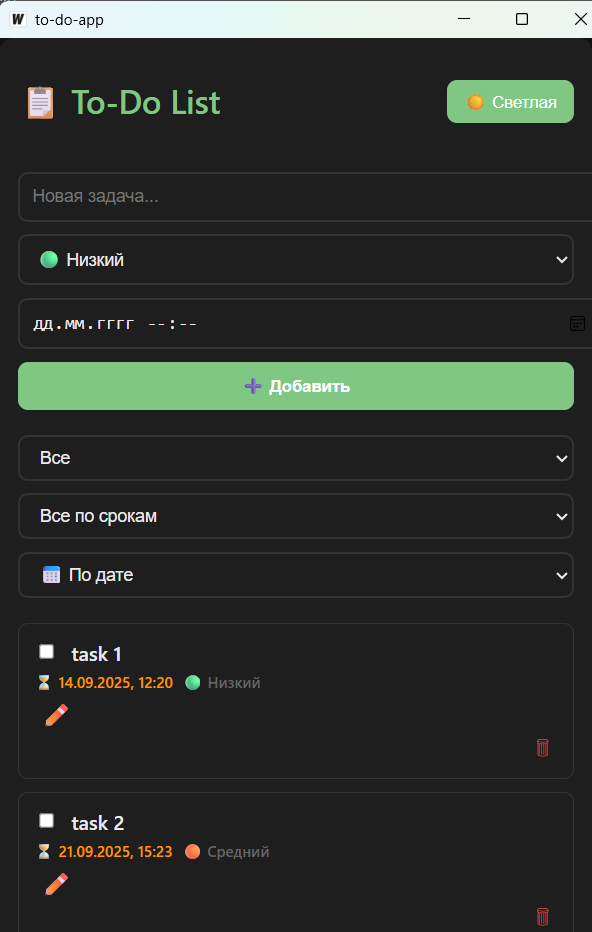 W to-do-app
To-Do List
Светлая
Новая задача...
Низкий
дд.мм.гггг --:--
Добавить
Все
Все по срокам
По дате
task 1
14.09.2025, 12:20 Низкий
task 2
21.09.2025, 15:23 Средний